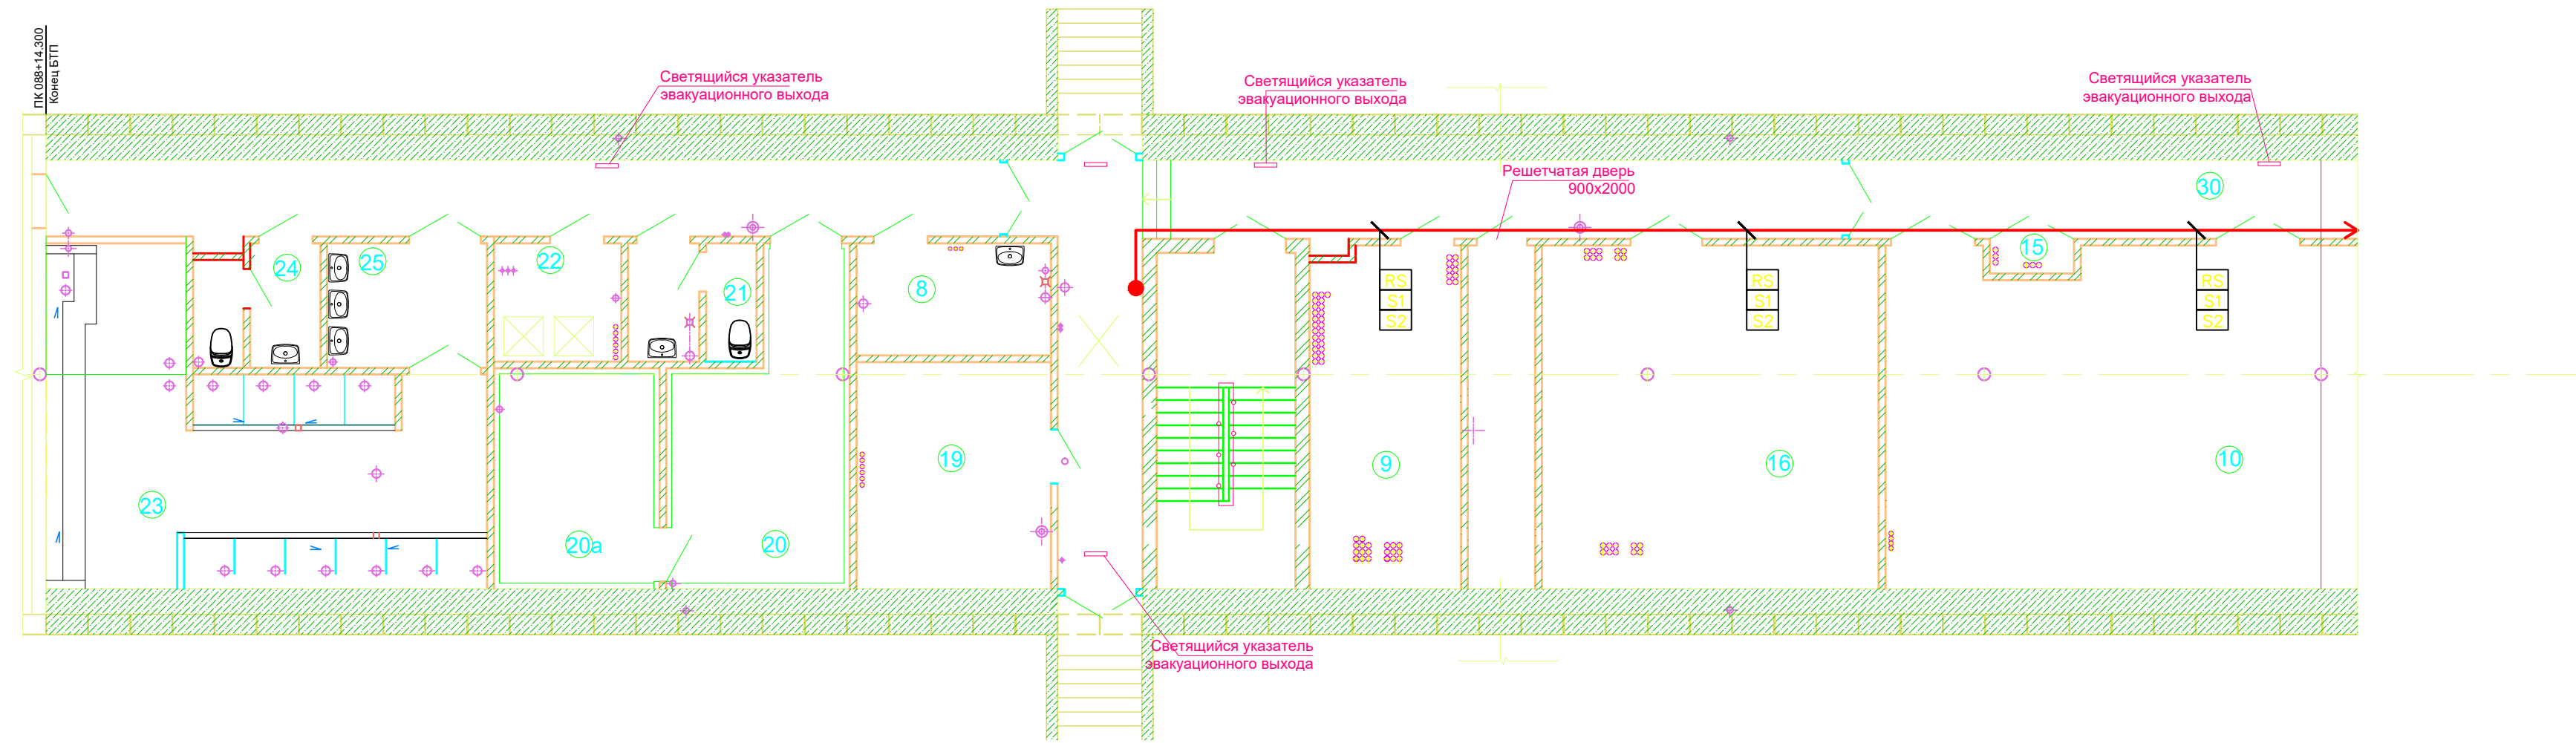 ПК 088+14.300
Конец БТП
Светящийся указатель
эвакуационного выхода
Светящийся указатель
эвакуационного выхода
Светящийся указатель
эвакуационного выхода
Решетчатая дверь
900х2000
30
24
25
22
21
8
15
RS
S1
S2
RS
S1
S2
RS
S1
S2
23
20а
20
19
9
16
10
Светящийся указатель
эвакуационного выхода